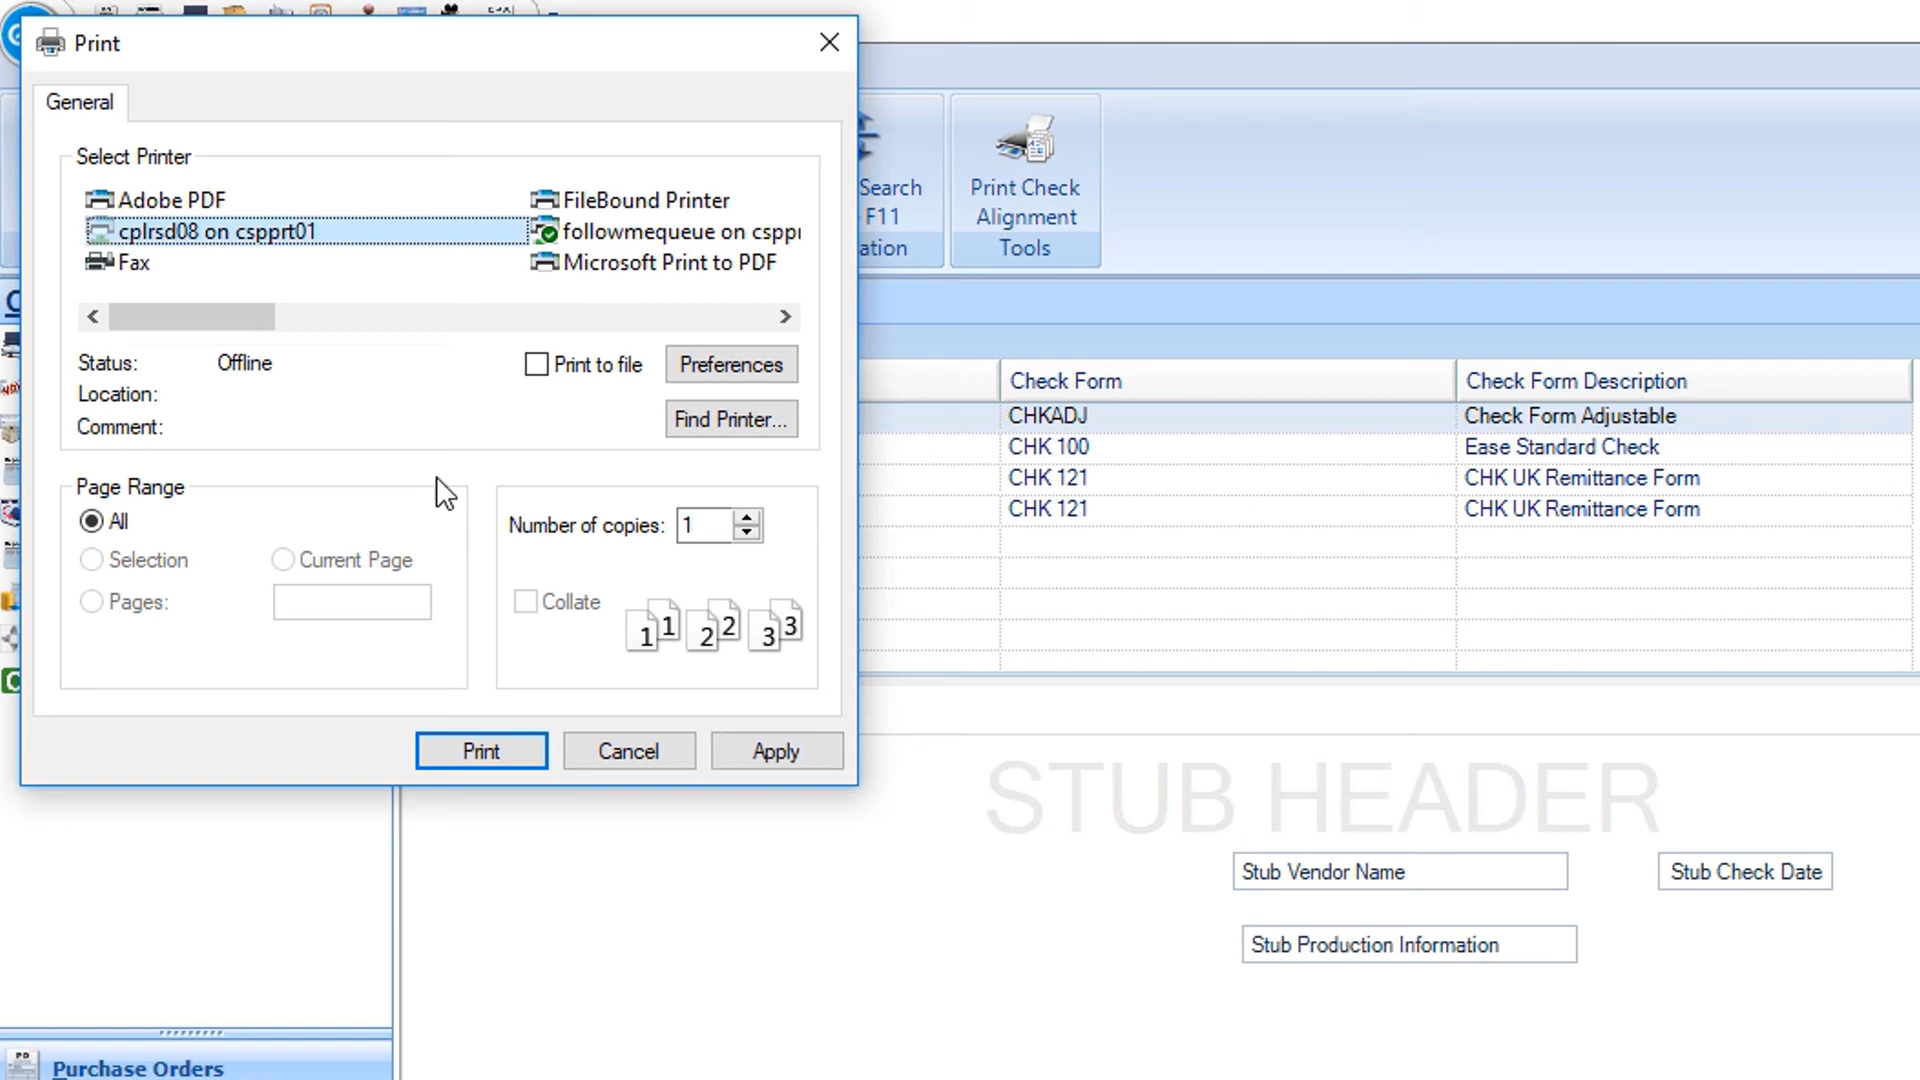 Print
General
Select Printer
Adobe PDF
FileBound Printer
cplrsd08 on cspprt01
followmequeue on csppr
Fax
Microsoft Print to PDF
Status:
Offline
Print to file
Preferences
Location:
Comment:
Find Printer...
Page Range
All
Selection
Current Page
Pages:
Number of copies:
1
Collate
1 1 2 2 3 3
Print
Cancel
Apply
Search
F11
ation
Print Check
Alignment
Tools
Check Form
Check Form Description
CHKADJ
Check Form Adjustable
CHK 100
Ease Standard Check
CHK 121
CHK UK Remittance Form
CHK 121
CHK UK Remittance Form
STUB HEADER
Stub Vendor Name
Stub Check Date
Stub Production Information
Purchase Orders